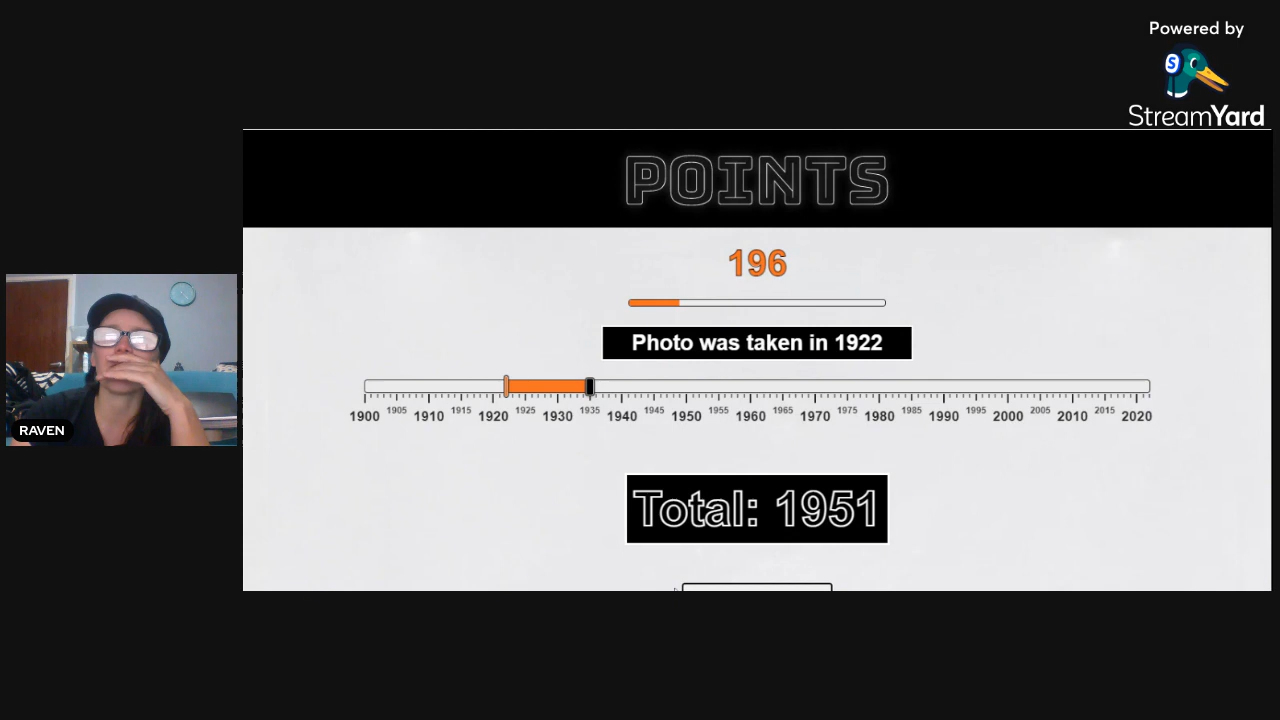 Powered by
S
StreamYard
POINTS
196
Photo was taken in 1922
1900 1905 1910 1915 1920 1925 1930 1935 1940 1945 1950 1955 1960 1965 1970 1975 1980 1985 1990 1995 2000 2005 2010 2015 2020
Total: 1951
RAVEN